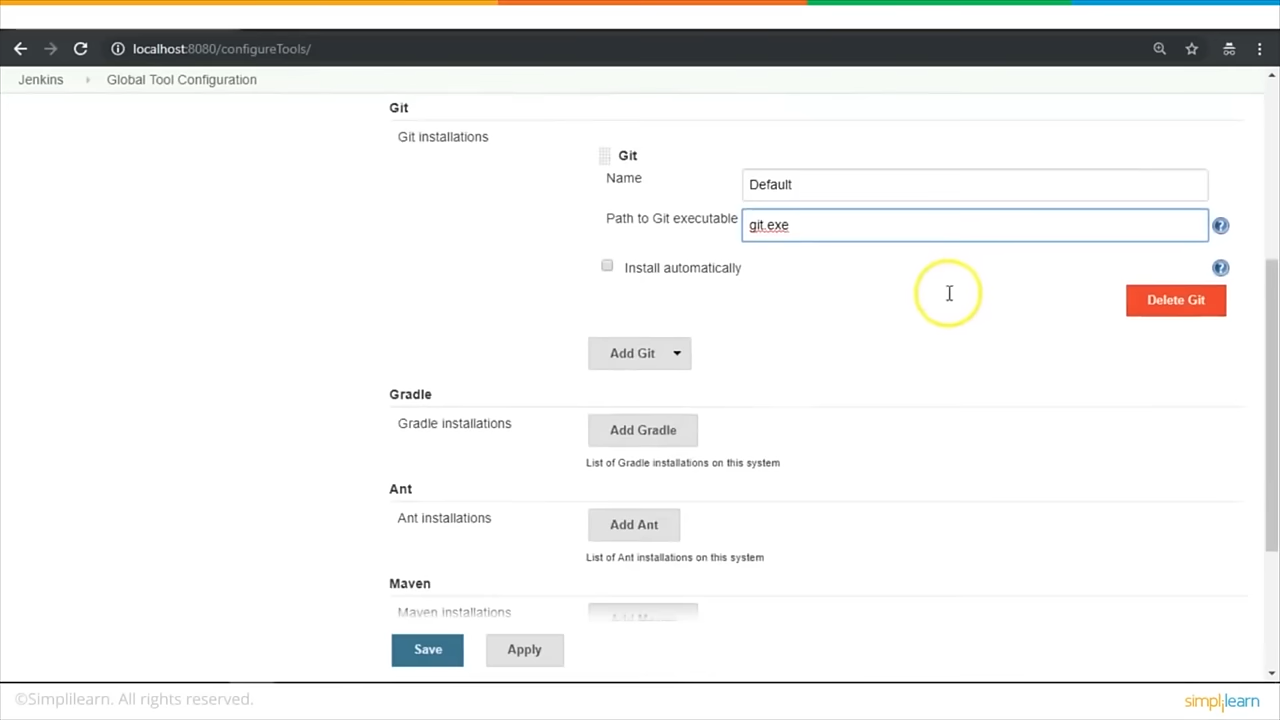 localhost:8080/configureTools/
Jenkins Global Tool Configuration
Git
Git installations
Git
Name Default
Path to Git executable git.exe
Install automatically
Delete Git
Add Git
Gradle
Gradle installations Add Gradle
List of Gradle installations on this system
Ant
Ant installations Add Ant
List of Ant installations on this system
Maven
Maven installations
Save Apply
©Simplilearn. All rights reserved. simplilearn